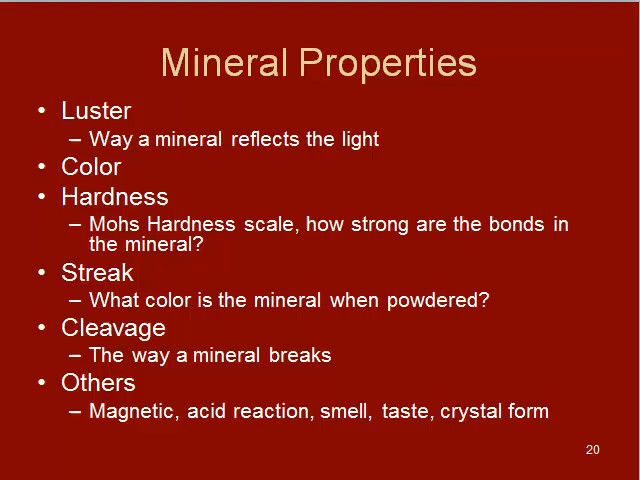 Mineral Properties
• Luster
– Way a mineral reflects the light
• Color
• Hardness
– Mohs Hardness scale, how strong are the bonds in
the mineral?
• Streak
– What color is the mineral when powdered?
• Cleavage
– The way a mineral breaks
• Others
– Magnetic, acid reaction, smell, taste, crystal form
20